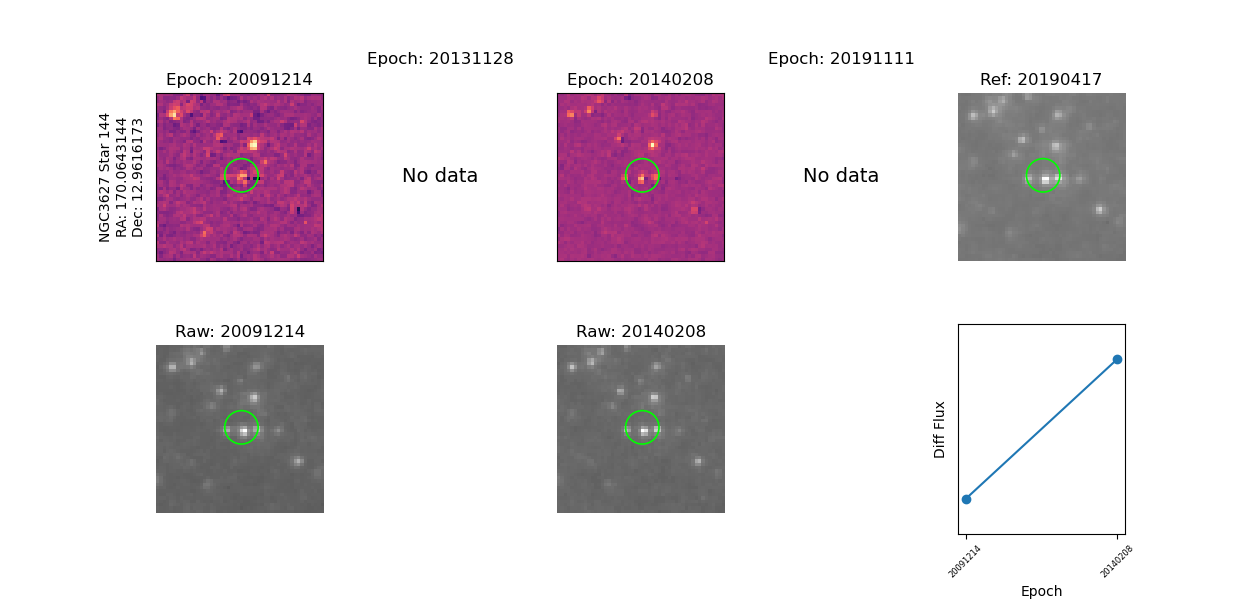 Epoch: 20131128
Epoch: 20191111
Epoch: 20091214
Epoch: 20140208
Ref: 20190417
NGC3627 Star 144
RA: 170.0643144
Dec: 12.9616173
No data
No data
Raw: 20091214
Raw: 20140208
Diff Flux
20091214
20140208
Epoch